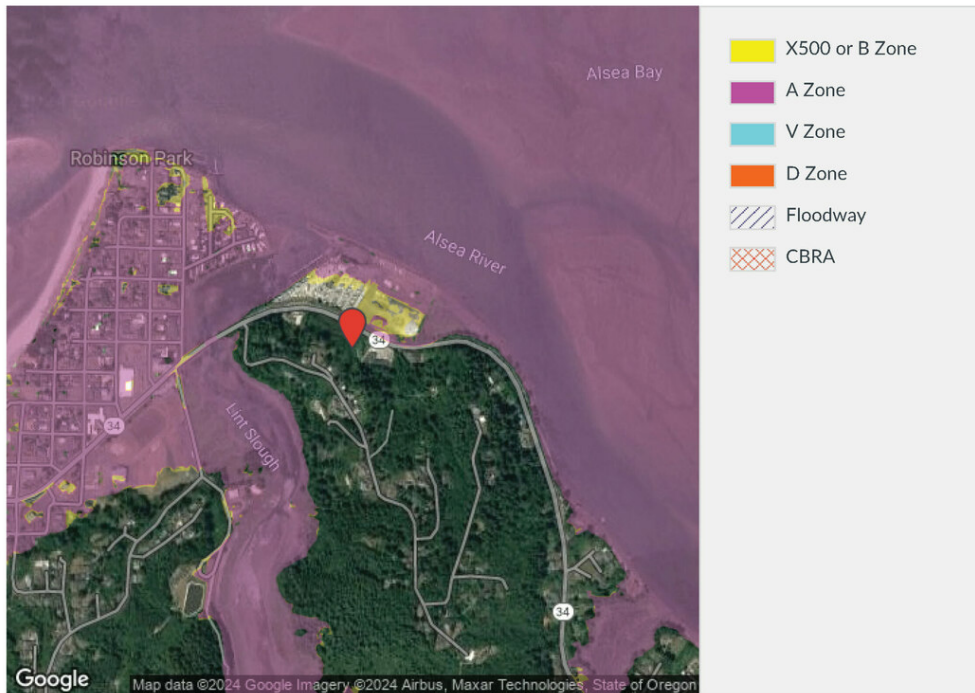 Alsea Bay
Robinson Park
Alsea River
34
34
Lint Slough
34
Google
Map data ©2024 Google Imagery ©2024 Airbus, Maxar Technologies, State of Oregon
X500 or B Zone
A Zone
V Zone
D Zone
Floodway
CBRA